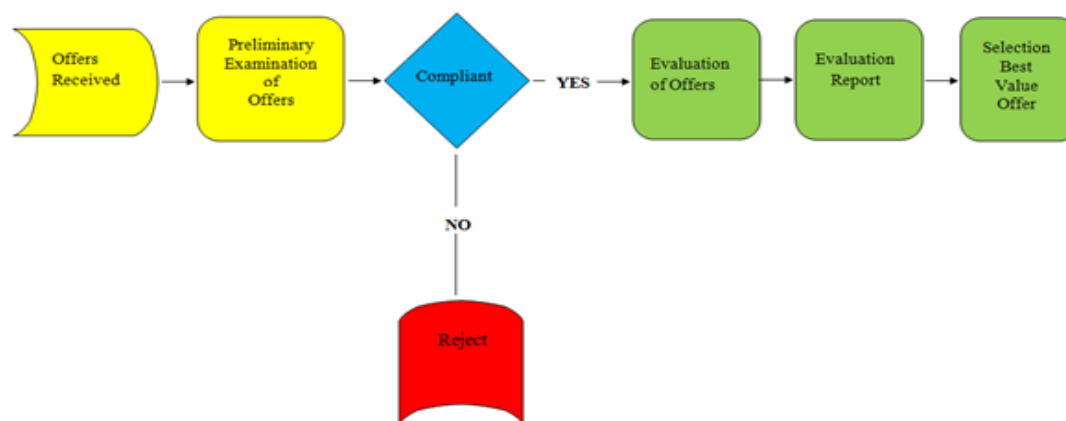 Offers
Received
Preliminary
Examination
of
Offers
Compliant
YES
Evaluation
of Offers
Evaluation
Report
Selection
Best
Value
Offer
NO
Reject